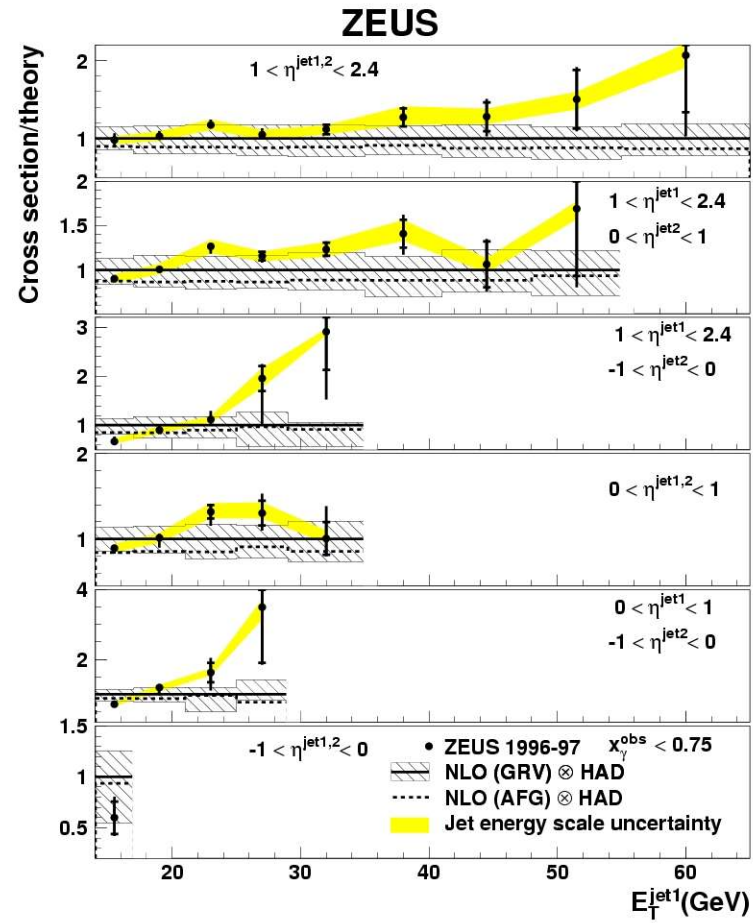 ZEUS
Cross section/theory
2
1
1 < η^jet1,2 < 2.4
2
1.5
1
1 < η^jet1 < 2.4
0 < η^jet2 < 1
3
2
1
1 < η^jet1 < 2.4
-1 < η^jet2 < 0
2
1
0 < η^jet1,2 < 1
4
2
0 < η^jet1 < 1
-1 < η^jet2 < 0
1.5
1
0.5
-1 < η^jet1,2 < 0
ZEUS 1996-97 x_γ^obs < 0.75
NLO (GRV) ⊗ HAD
NLO (AFG) ⊗ HAD
Jet energy scale uncertainty
20 30 40 50 60
E_T^jet1 (GeV)